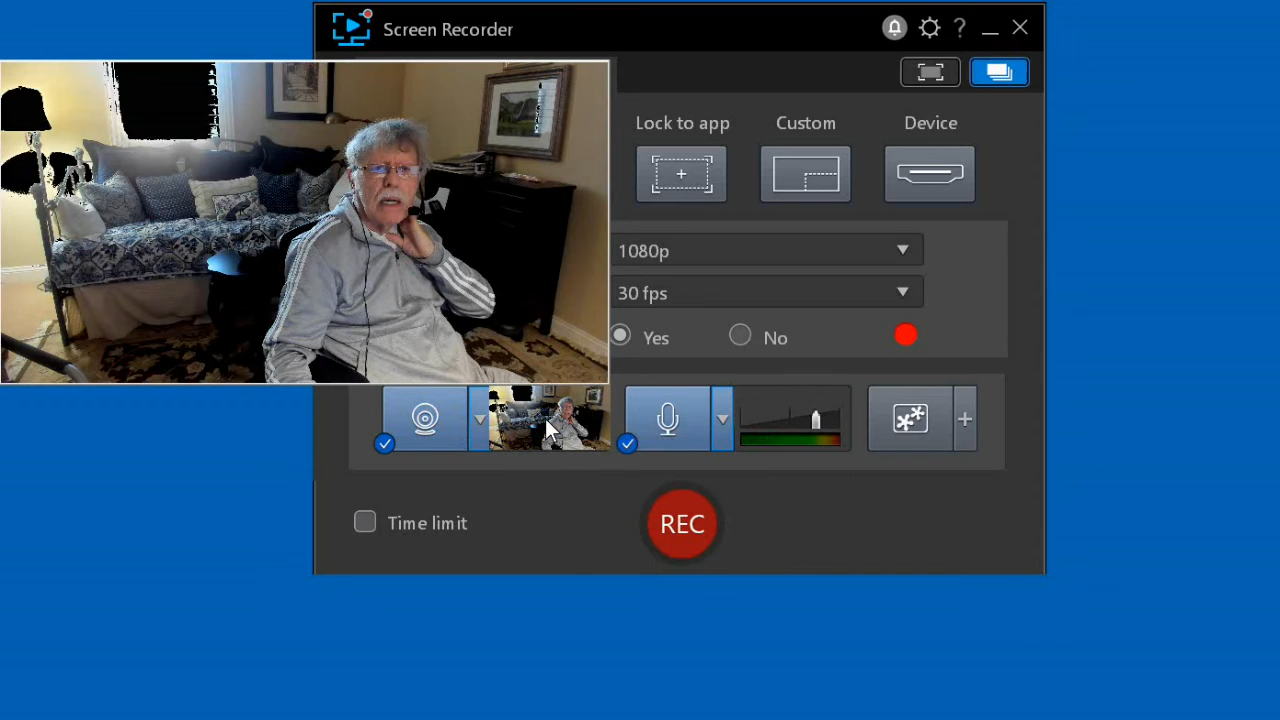 Screen Recorder
?
Lock to app
Custom
Device
1080p
30 fps
Yes
No
Time limit
REC